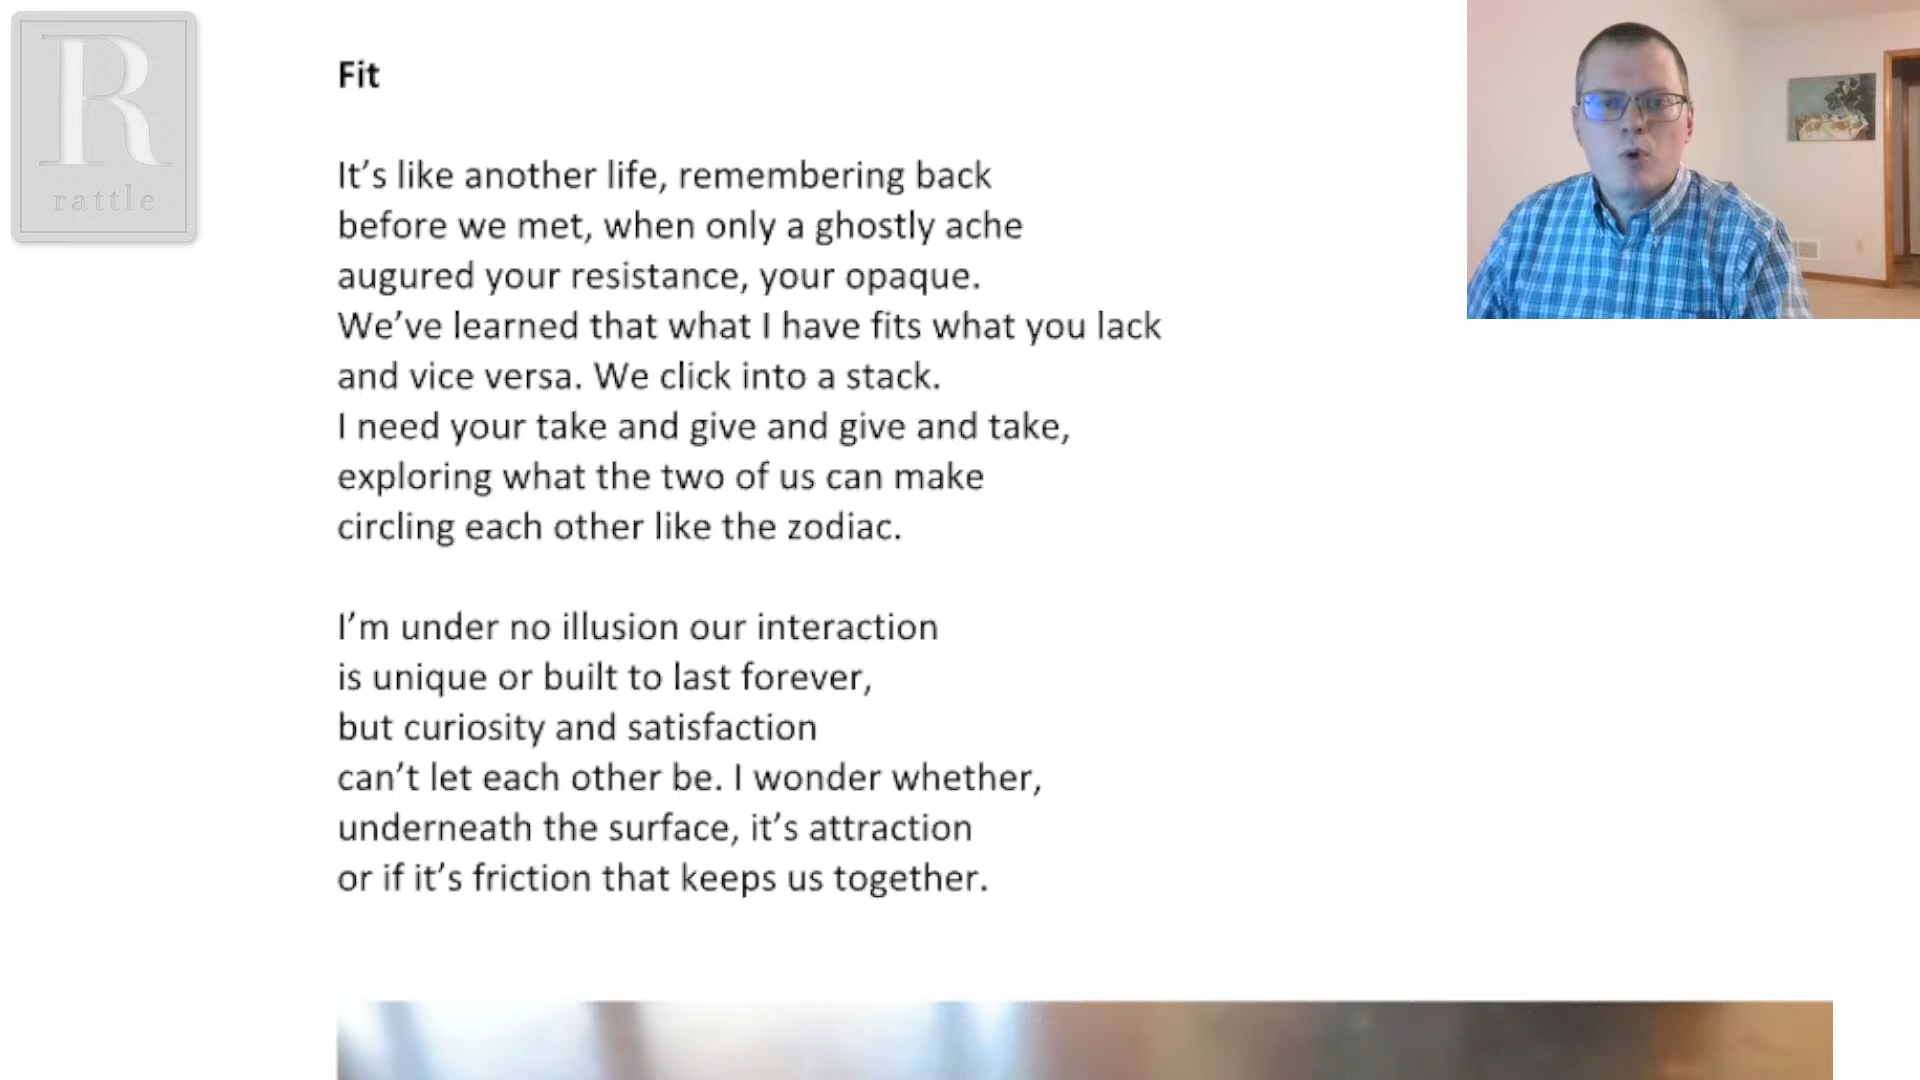 R
rattle
Fit
It’s like another life, remembering back
before we met, when only a ghostly ache
augured your resistance, your opaque.
We’ve learned that what I have fits what you lack
and vice versa. We click into a stack.
I need your take and give and give and take,
exploring what the two of us can make
circling each other like the zodiac.
I’m under no illusion our interaction
is unique or built to last forever,
but curiosity and satisfaction
can’t let each other be. I wonder whether,
underneath the surface, it’s attraction
or if it’s friction that keeps us together.